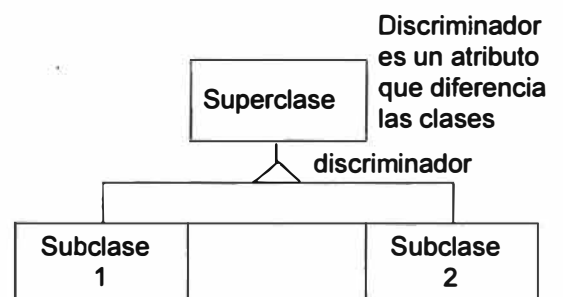 Discriminador
es un atributo
que diferencia
las clases
Superclase
discriminador
Subclase
1
Subclase
2